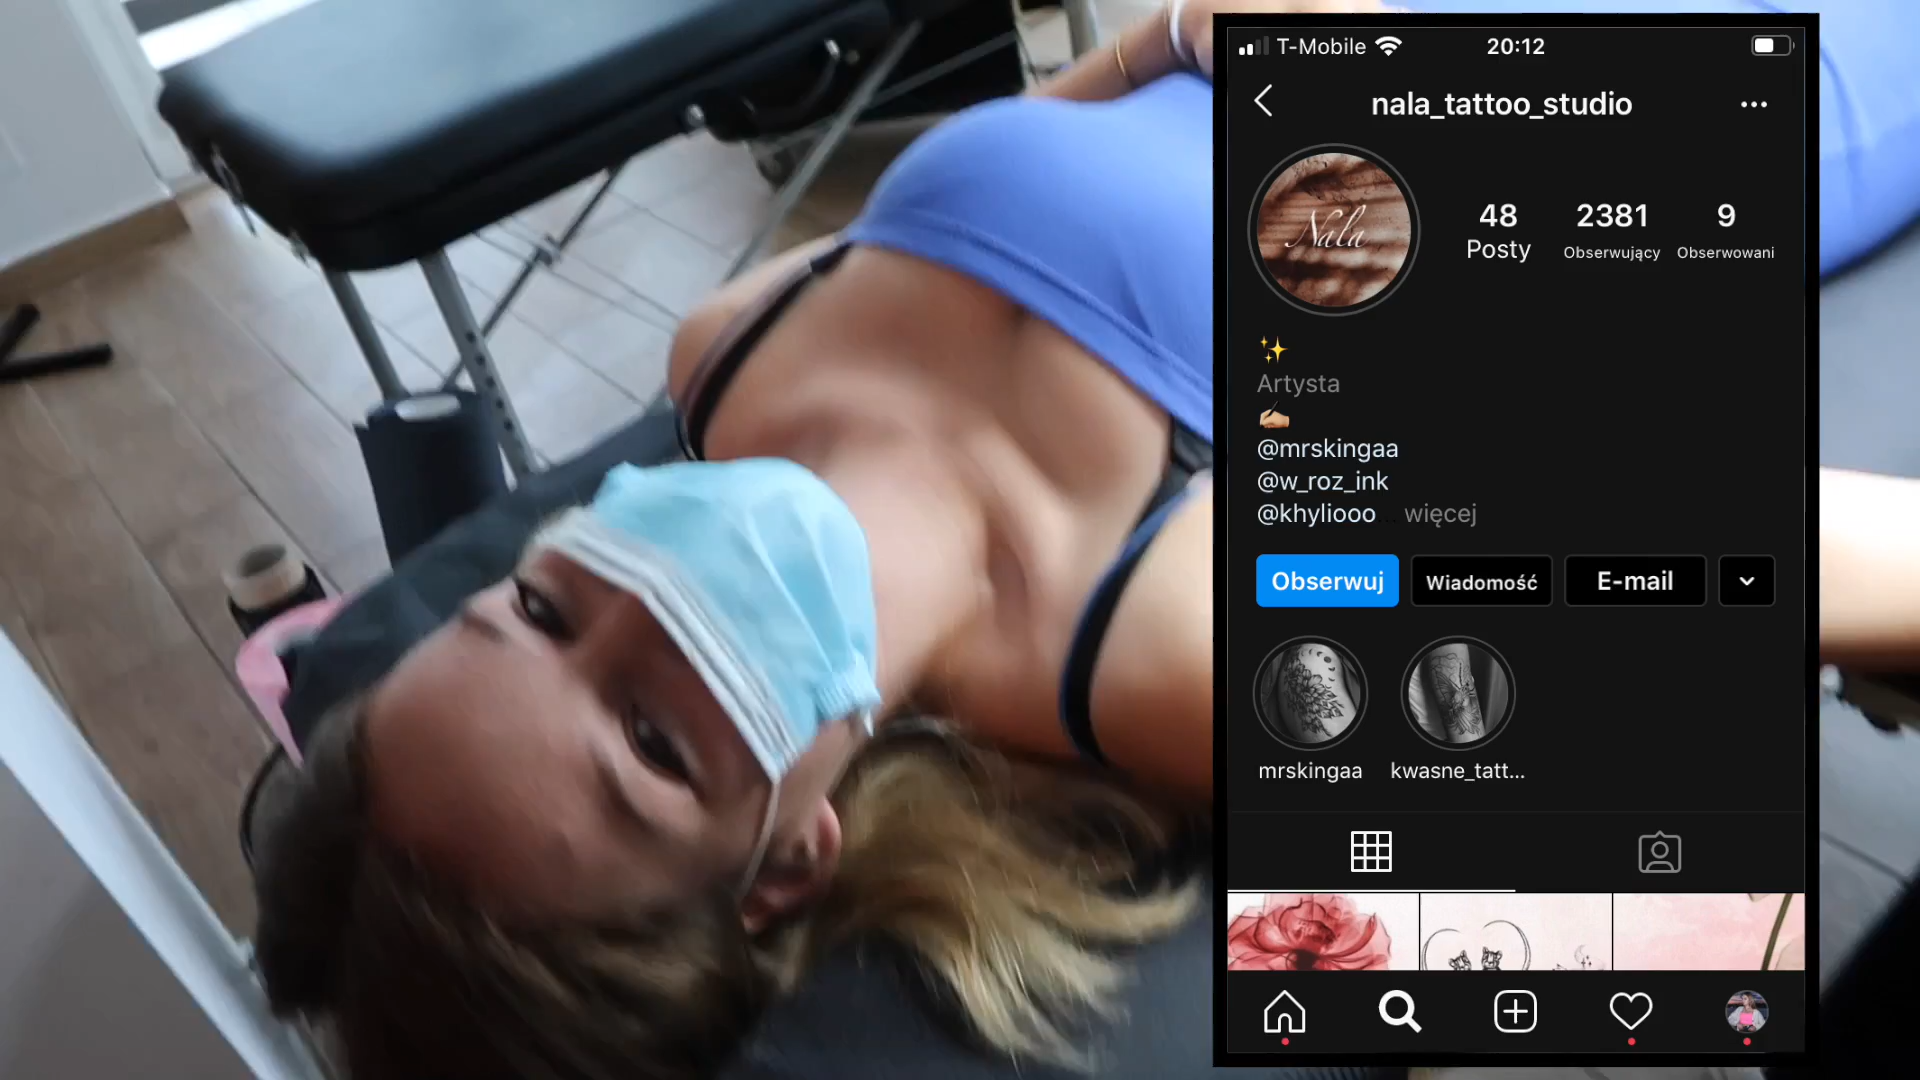 T-Mobile 20:12
nala_tattoo_studio
Nala
48 2381 9
Posty Obserwujący Obserwowani
Artysta
@mrskingaa
@w_roz_ink
@khyliooo... więcej
Obserwuj Wiadomość E-mail
mrskingaa kwasne_tatt...